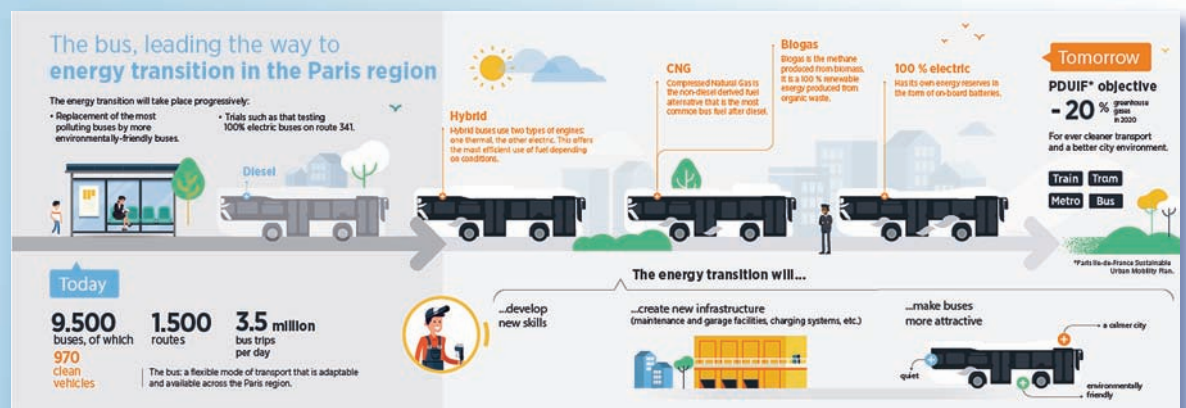 The bus, leading the way to
energy transition in the Paris region
The energy transition will take place progressively:
• Replacement of the most
polluting buses by more
environmentally-friendly buses.
• Trials such as that testing
100% electric buses on route 341.
Diesel
Hybrid
Hybrid buses use two types of engines:
one thermal, the other electric. This offers
the most efficient use of fuel depending
on conditions.
CNG
Compressed Natural Gas is
the non-diesel derived fuel
alternative that is the most
common bus fuel after diesel.
Biogas
Biogas is the methane
produced from biomass.
It is a 100 % renewable
energy produced from
organic waste.
100 % electric
Has its own energy reserves in
the form of on-board batteries.
Tomorrow
PDUIF* objective
- 20 % greenhouse
gases
in 2020
For ever cleaner transport
and a better city environment.
Train Tram
Metro Bus
*Paris Ile-de-France Sustainable
Urban Mobility Plan.
Today
9.500
buses, of which
970
clean
vehicles
1.500
routes
3.5 million
bus trips
per day
The bus: a flexible mode of transport that is adaptable
and available across the Paris region.
The energy transition will...
...develop
new skills
...create new infrastructure
(maintenance and garage facilities, charging systems, etc.)
...make buses
more attractive
a calmer city
quiet
environmentally
friendly